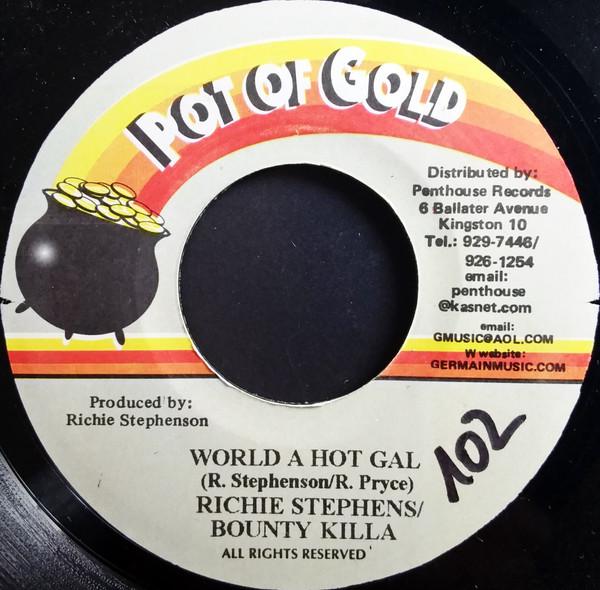 POT OF GOLD
Distributed by:
Penthouse Records
6 Ballater Avenue
Kingston 10
Tel.: 929-7446/
926-1254
email:
penthouse
@kasnet.com
email:
GMUSIC@AOL.COM
W website:
GERMAINMUSIC.COM
Produced by:
Richie Stephenson
102
WORLD A HOT GAL
(R. Stephenson/R. Pryce)
RICHIE STEPHENS/
BOUNTY KILLA
ALL RIGHTS RESERVED